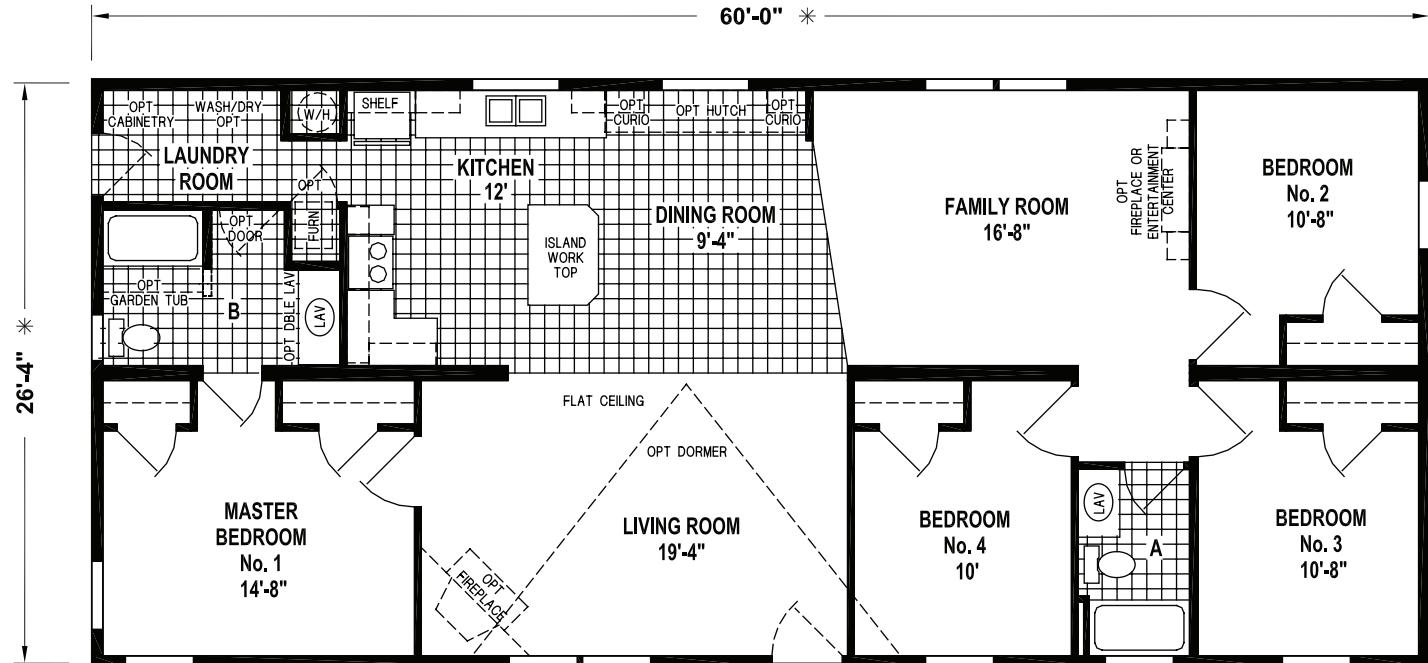 60'-0" ✳
26'-4" ✳
OPT
CABINETRY
WASH/DRY
OPT
W/H
SHELF
OPT
CURIO
OPT HUTCH
OPT
CURIO
LAUNDRY
ROOM
OPT
FURN
KITCHEN
12'
DINING ROOM
9'-4"
ISLAND
WORK
TOP
FAMILY ROOM
16'-8"
OPT
FIREPLACE OR
ENTERTAINMENT
CENTER
BEDROOM
No. 2
10'-8"
OPT
DOOR
OPT
GARDEN TUB
B
OPT DBLE LAV
LAV
FLAT CEILING
OPT DORMER
MASTER
BEDROOM
No. 1
14'-8"
LIVING ROOM
19'-4"
OPT
FIREPLACE
BEDROOM
No. 4
10'
LAV
A
BEDROOM
No. 3
10'-8"